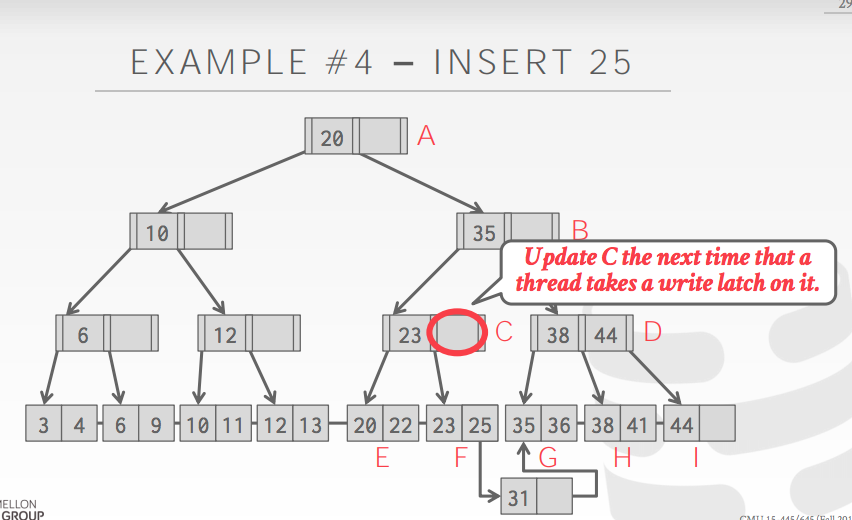 29
EXAMPLE #4 – INSERT 25
20 A
10 35 B
Update C the next time that a
thread takes a write latch on it.
6 12 23 C 38 44 D
3 4 6 9 10 11 12 13 20 22 23 25 35 36 38 41 44
E F G H I
31
MELLON
GROUP
CMU 15-445/645 (Fall 201